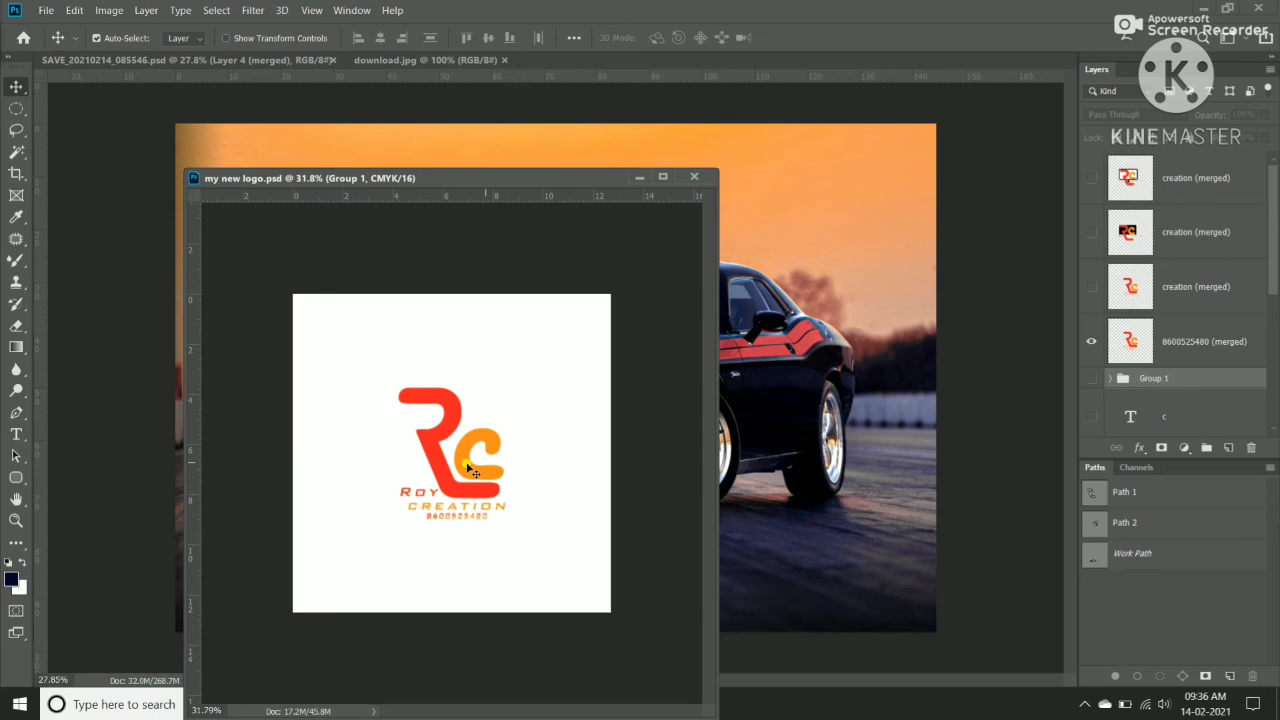 Ps File Edit Image Layer Type Select Filter 3D View Window Help
Apowersoft
Screen Recorder
Auto-Select: Layer Show Transform Controls 3D Mode:
SAVE_20210214_085546.psd @ 27.8% (Layer 4 (merged), RGB/8#) download.jpg @ 100% (RGB/8#)
Layers
Kind
K
Pass Through Opacity: 100%
Lock:
KINEMASTER
my new logo.psd @ 31.8% (Group 1, CMYK/16)
creation (merged)
creation (merged)
creation (merged)
8600525480 (merged)
Group 1
T c
Rc
ROY
CREATION
8600525480
Paths Channels
Path 1
Path 2
Work Path
27.85% Doc: 32.0M/268.7M
31.79% Doc: 17.2M/45.8M
Type here to search
09:36 AM
14-02-2021